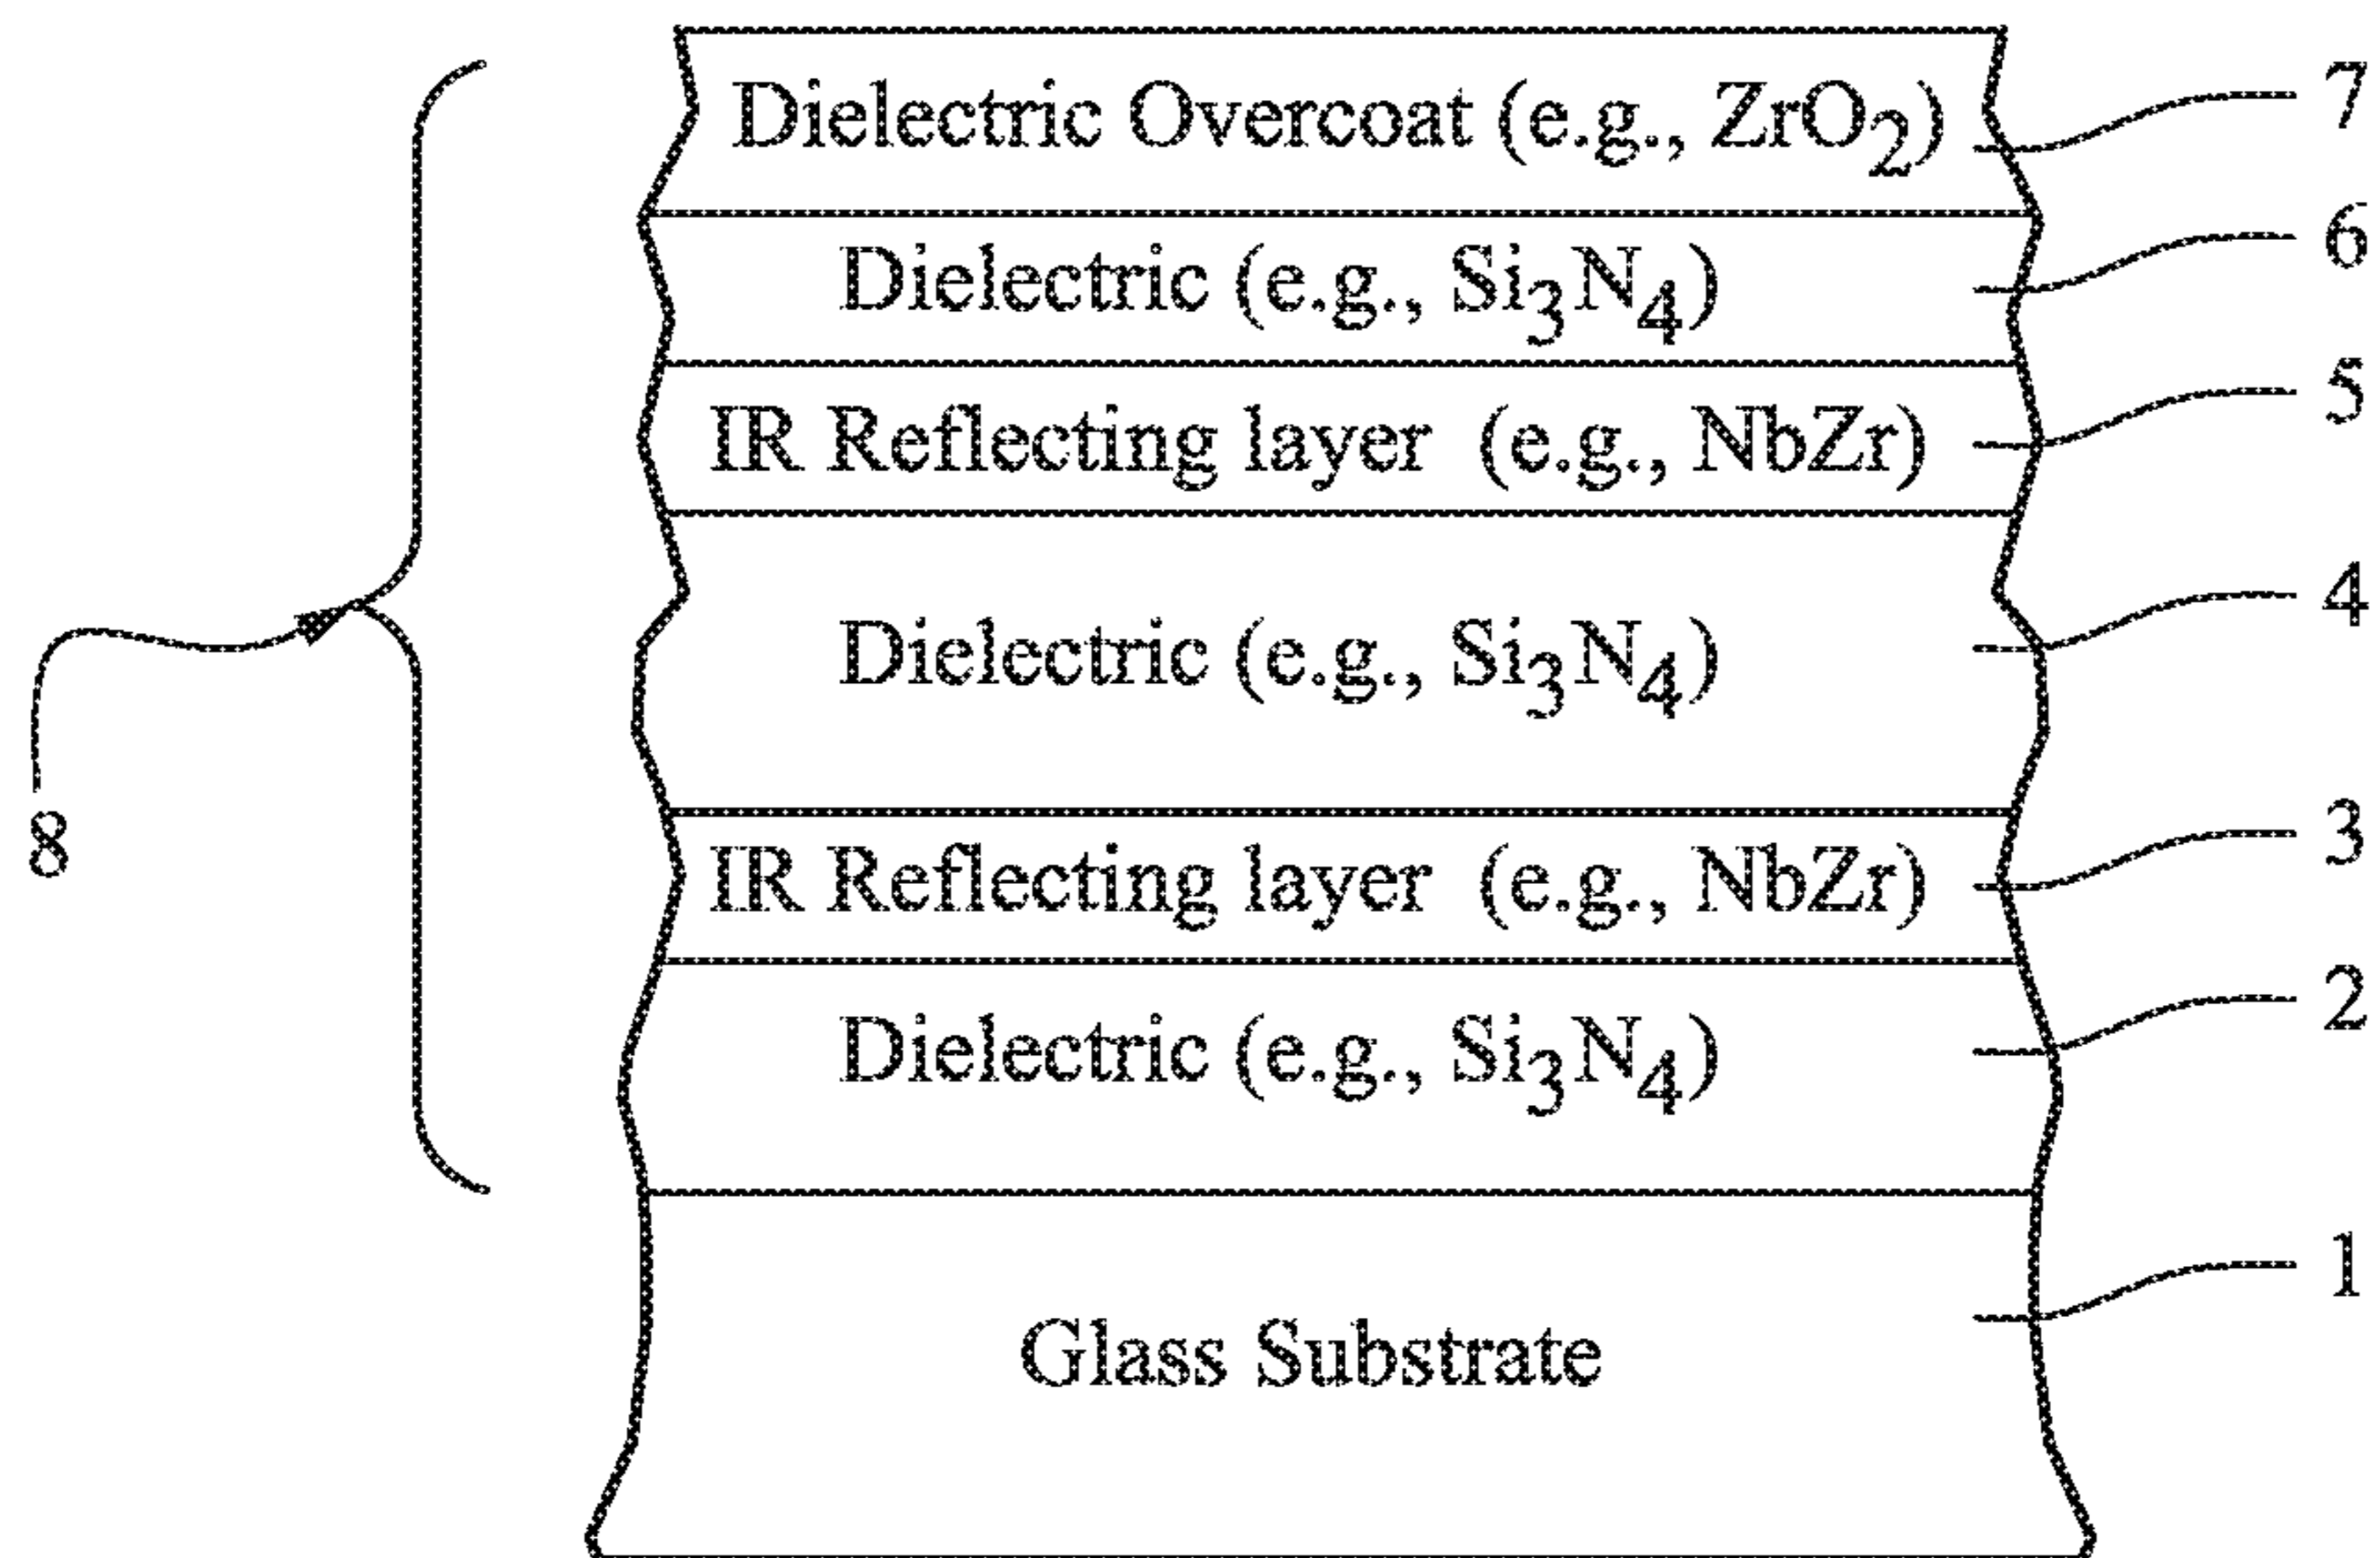 Dielectric Overcoat (e.g., ZrO₂) 7
Dielectric (e.g., Si₃N₄) 6
IR Reflecting layer (e.g., NbZr) 5
Dielectric (e.g., Si₃N₄) 4
8
IR Reflecting layer (e.g., NbZr) 3
Dielectric (e.g., Si₃N₄) 2
Glass Substrate 1